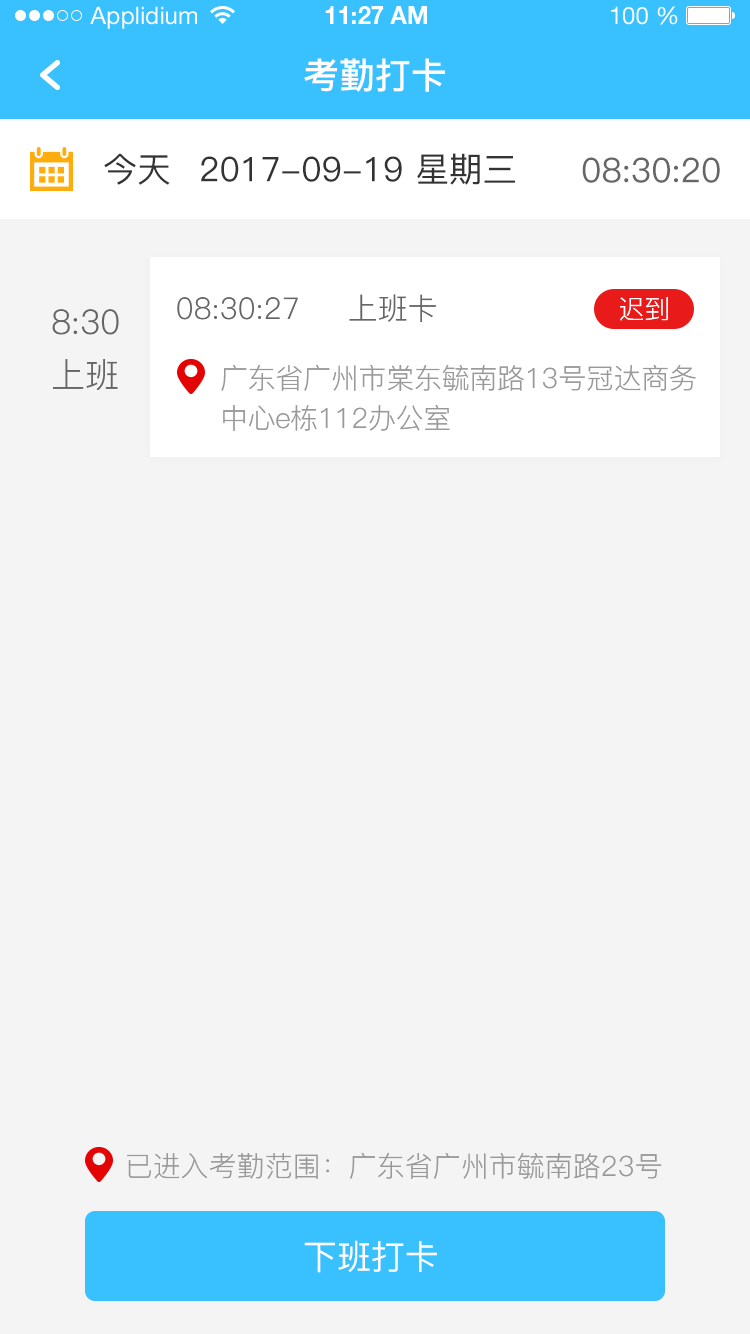 Applidium 11:27 AM 100 %
考勤打卡
今天 2017-09-19 星期三 08:30:20
8:30
上班
08:30:27 上班卡 迟到
广东省广州市棠东毓南路13号冠达商务
中心e栋112办公室
已进入考勤范围：广东省广州市毓南路23号
下班打卡